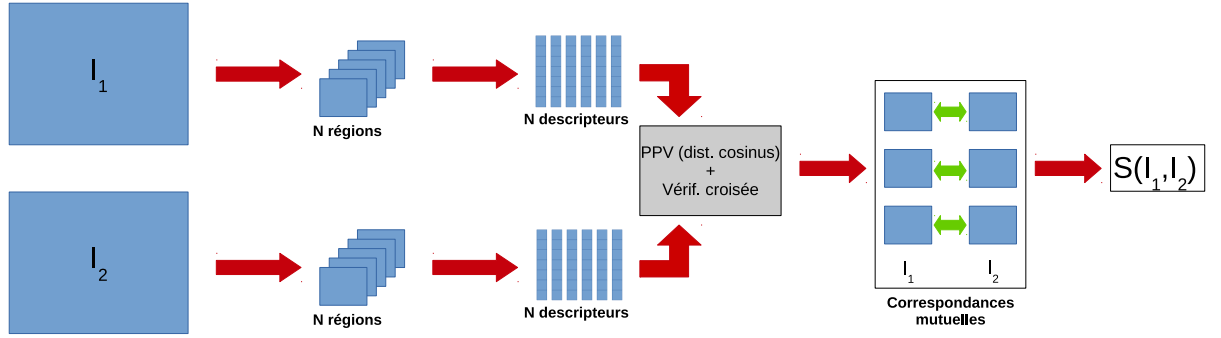 I1
N régions
N descripteurs
PPV (dist. cosinus)
+
Vérif. croisée
I2
N régions
N descripteurs
I1
I2
Correspondances
mutuelles
S(I1,I2)